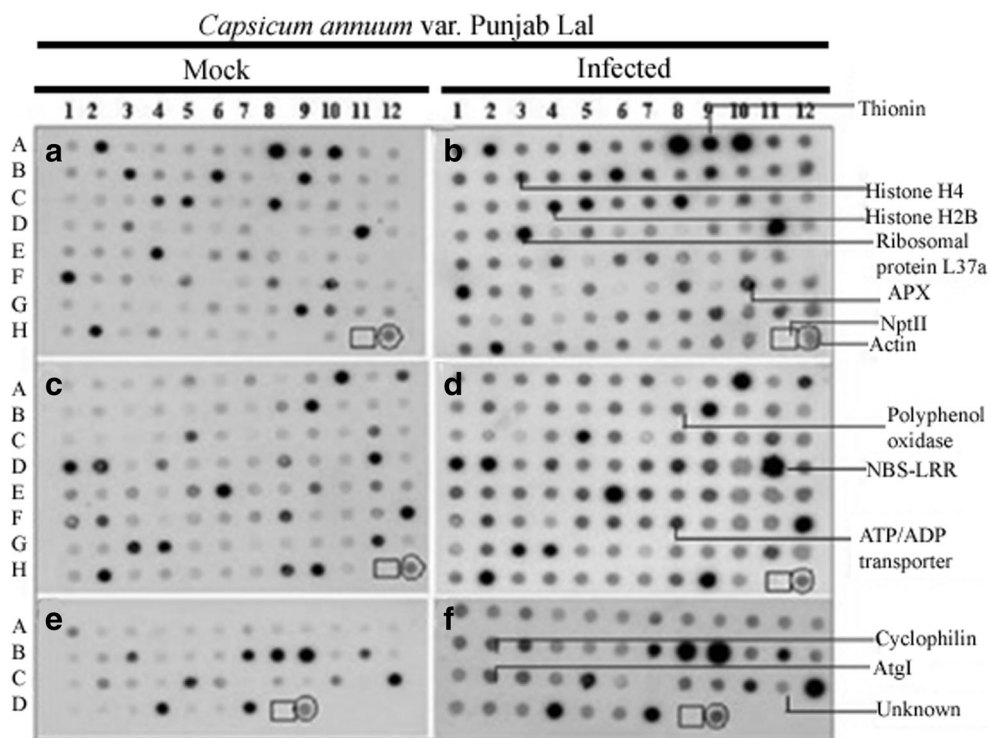 Capsicum annuum var. Punjab Lal
Mock
Infected
1 2 3 4 5 6 7 8 9 10 11 12
1 2 3 4 5 6 7 8 9 10 11 12
a
A
B
C
D
E
F
G
H
b
Thionin
Histone H4
Histone H2B
Ribosomal
protein L37a
APX
NptII
Actin
c
A
B
C
D
E
F
G
H
d
Polyphenol
oxidase
NBS-LRR
ATP/ADP
transporter
e
A
B
C
D
f
Cyclophilin
AtgI
Unknown